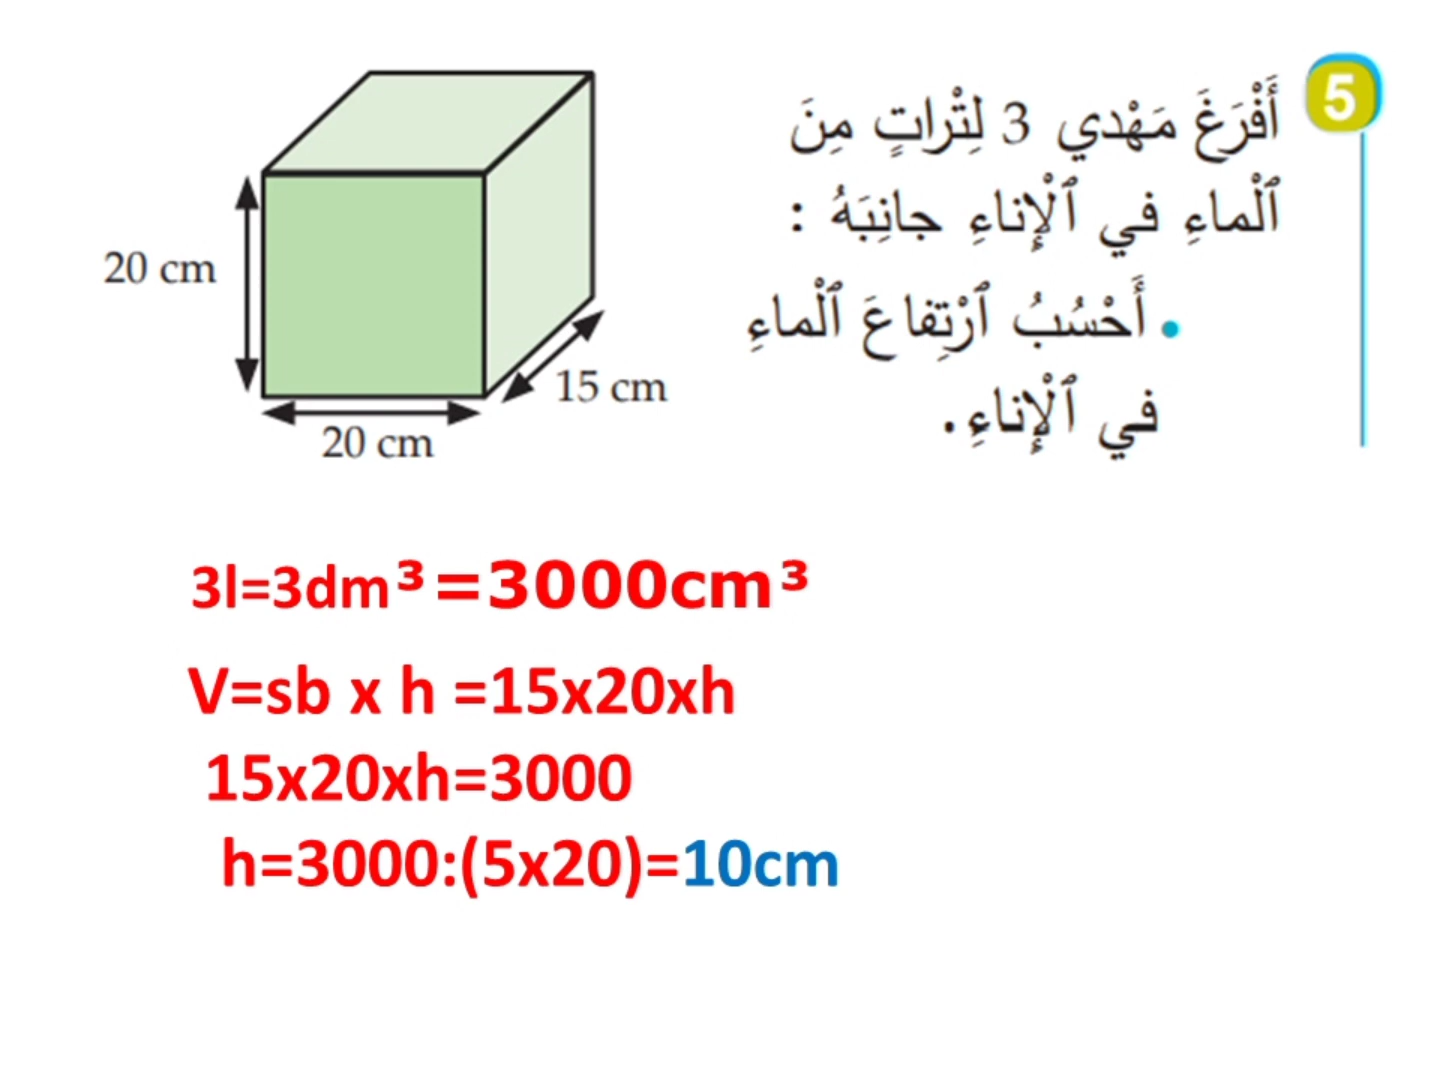 5
أَفْرَغَ مَهْدي 3 لِتْراتٍ مِنَ
ٱلْماءِ في ٱلْإِناءِ جانِبَهُ :
• أَحْسُبُ ٱرْتِفاعَ ٱلْماءِ
في ٱلْإِناءِ.
20 cm
15 cm
20 cm
3l=3dm³=3000cm³
V=sb x h =15x20xh
15x20xh=3000
h=3000:(5x20)=10cm